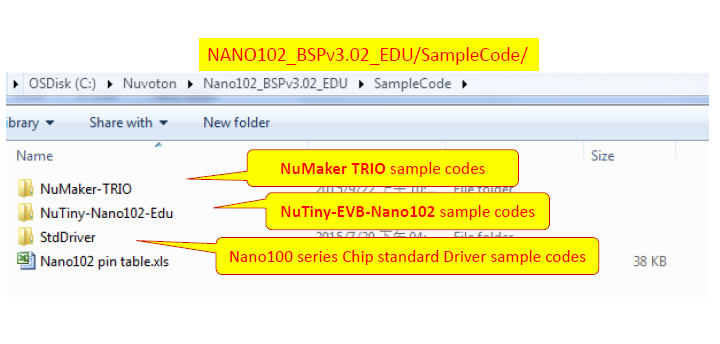 NANO102_BSPv3.02_EDU/SampleCode/
OSDisk (C:) Nuvoton Nano102_BSPv3.02_EDU SampleCode
ibrary Share with New folder
Name Size
NuMaker TRIO sample codes
NuMaker-TRIO File folder
NuTiny-EVB-Nano102 sample codes
NuTiny-Nano102-Edu
StdDriver 2015/7/20 下午 04: File folder
Nano100 series Chip standard Driver sample codes
Nano102 pin table.xls 38 KB